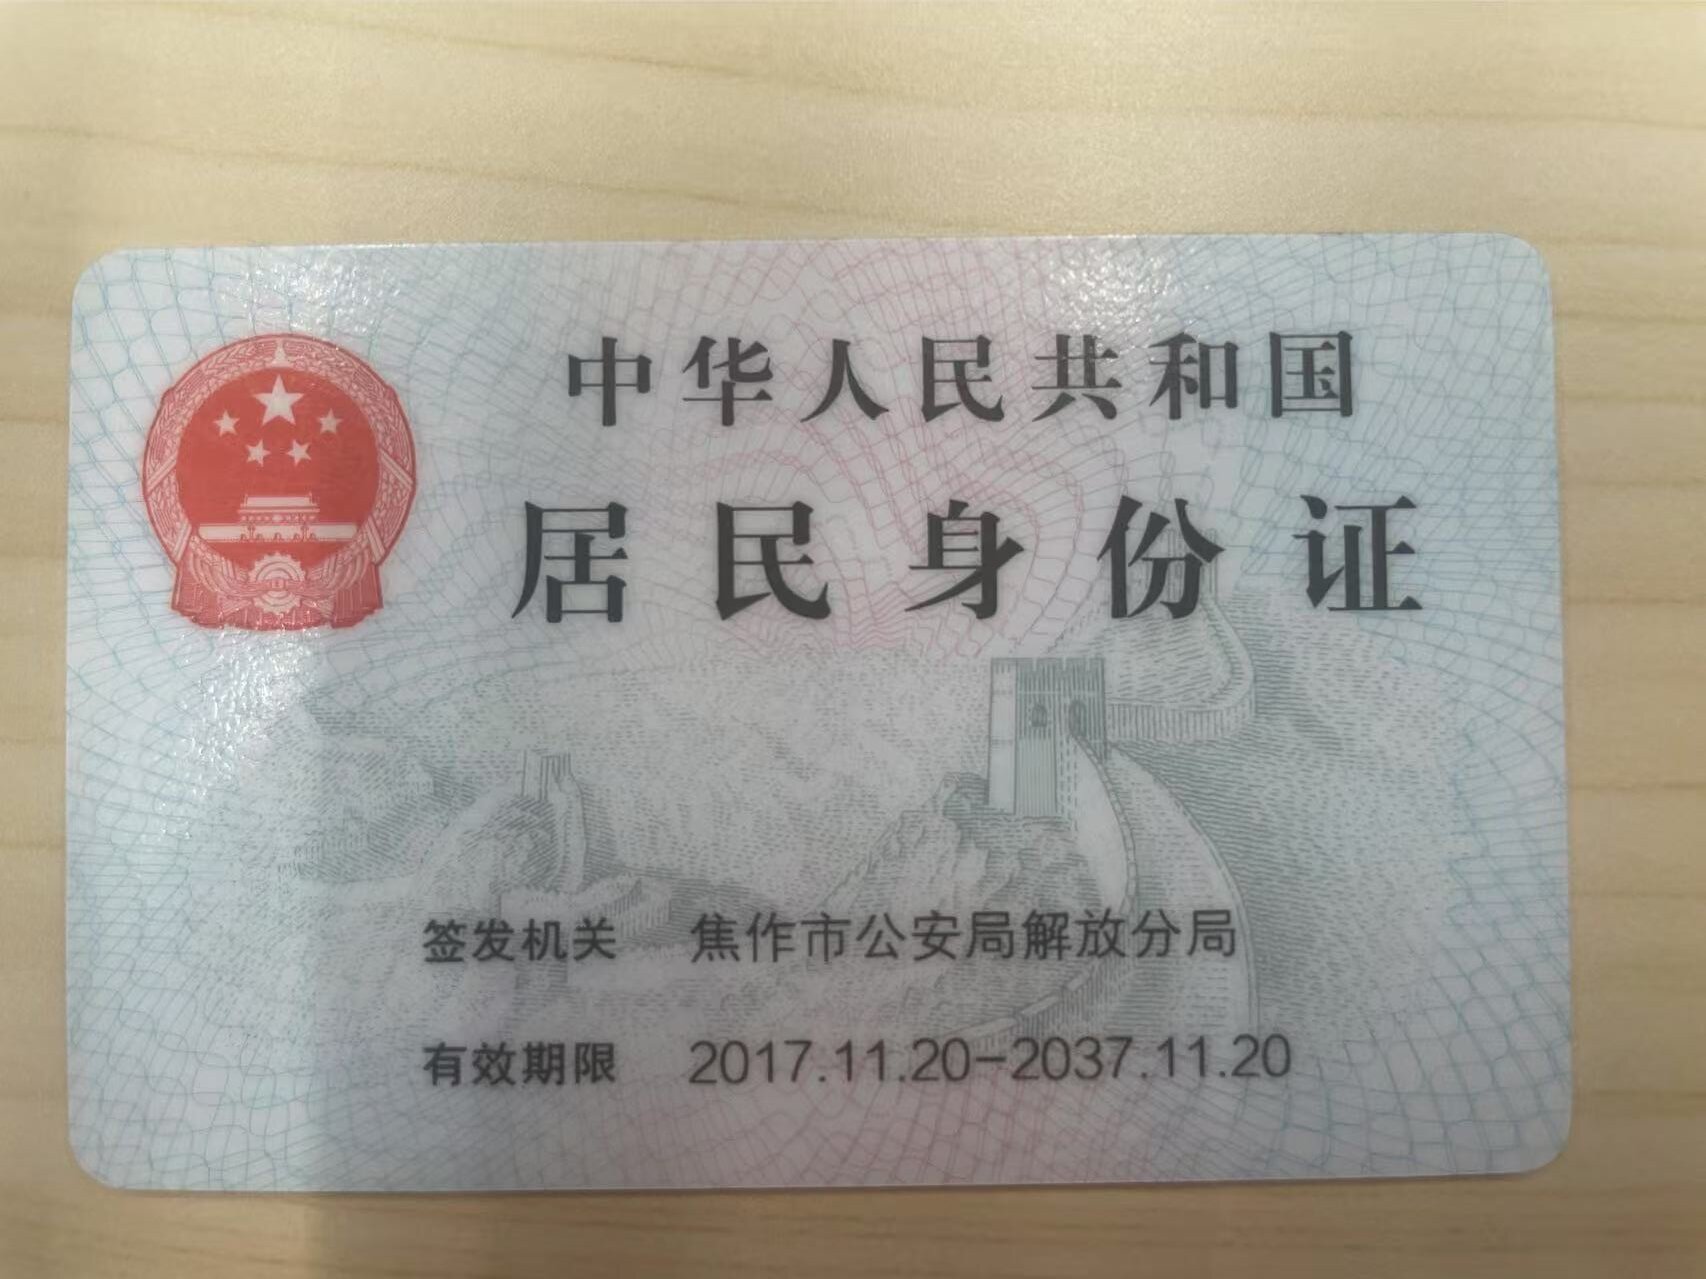 中华人民共和国
居民身份证
签发机关 焦作市公安局解放分局
有效期限 2017.11.20-2037.11.20